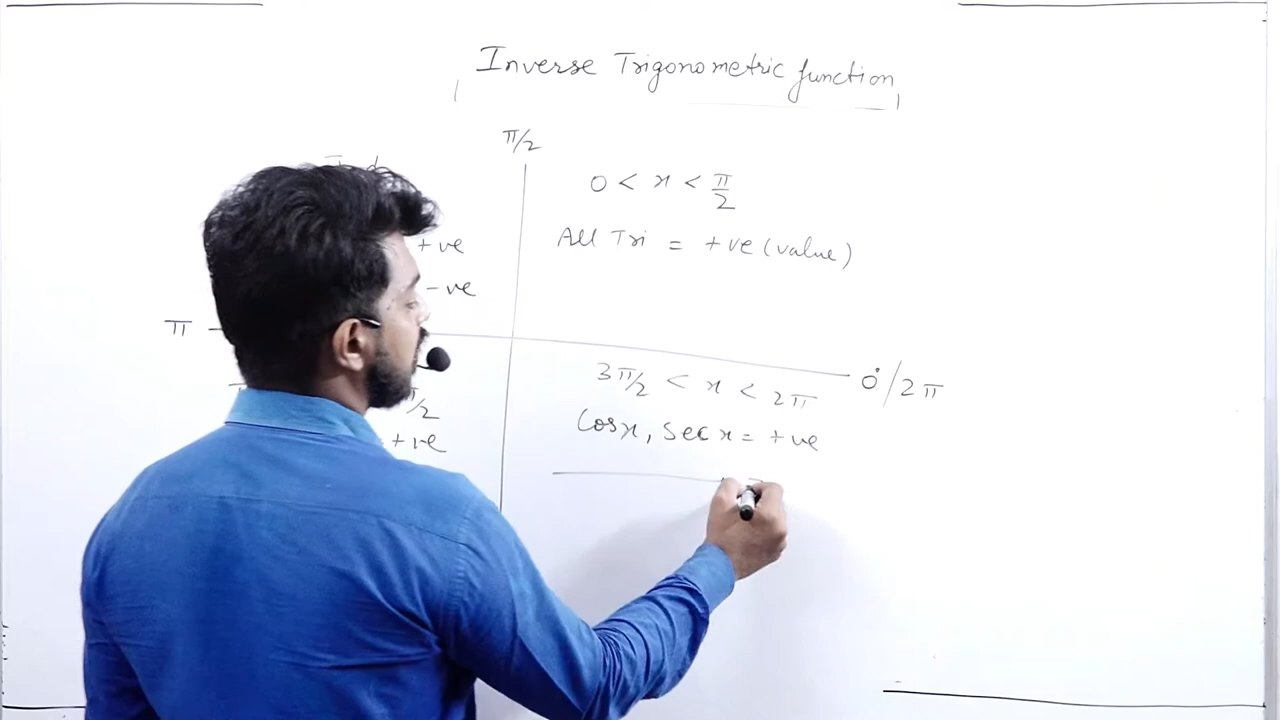 Inverse Trigonometric function
π/2
0 < x < π/2
All Tri = +ve (value)
+ve
-ve
π
0°/2π
3π/2 < x < 2π
Cosx, Secx = +ve
π/2
= +ve